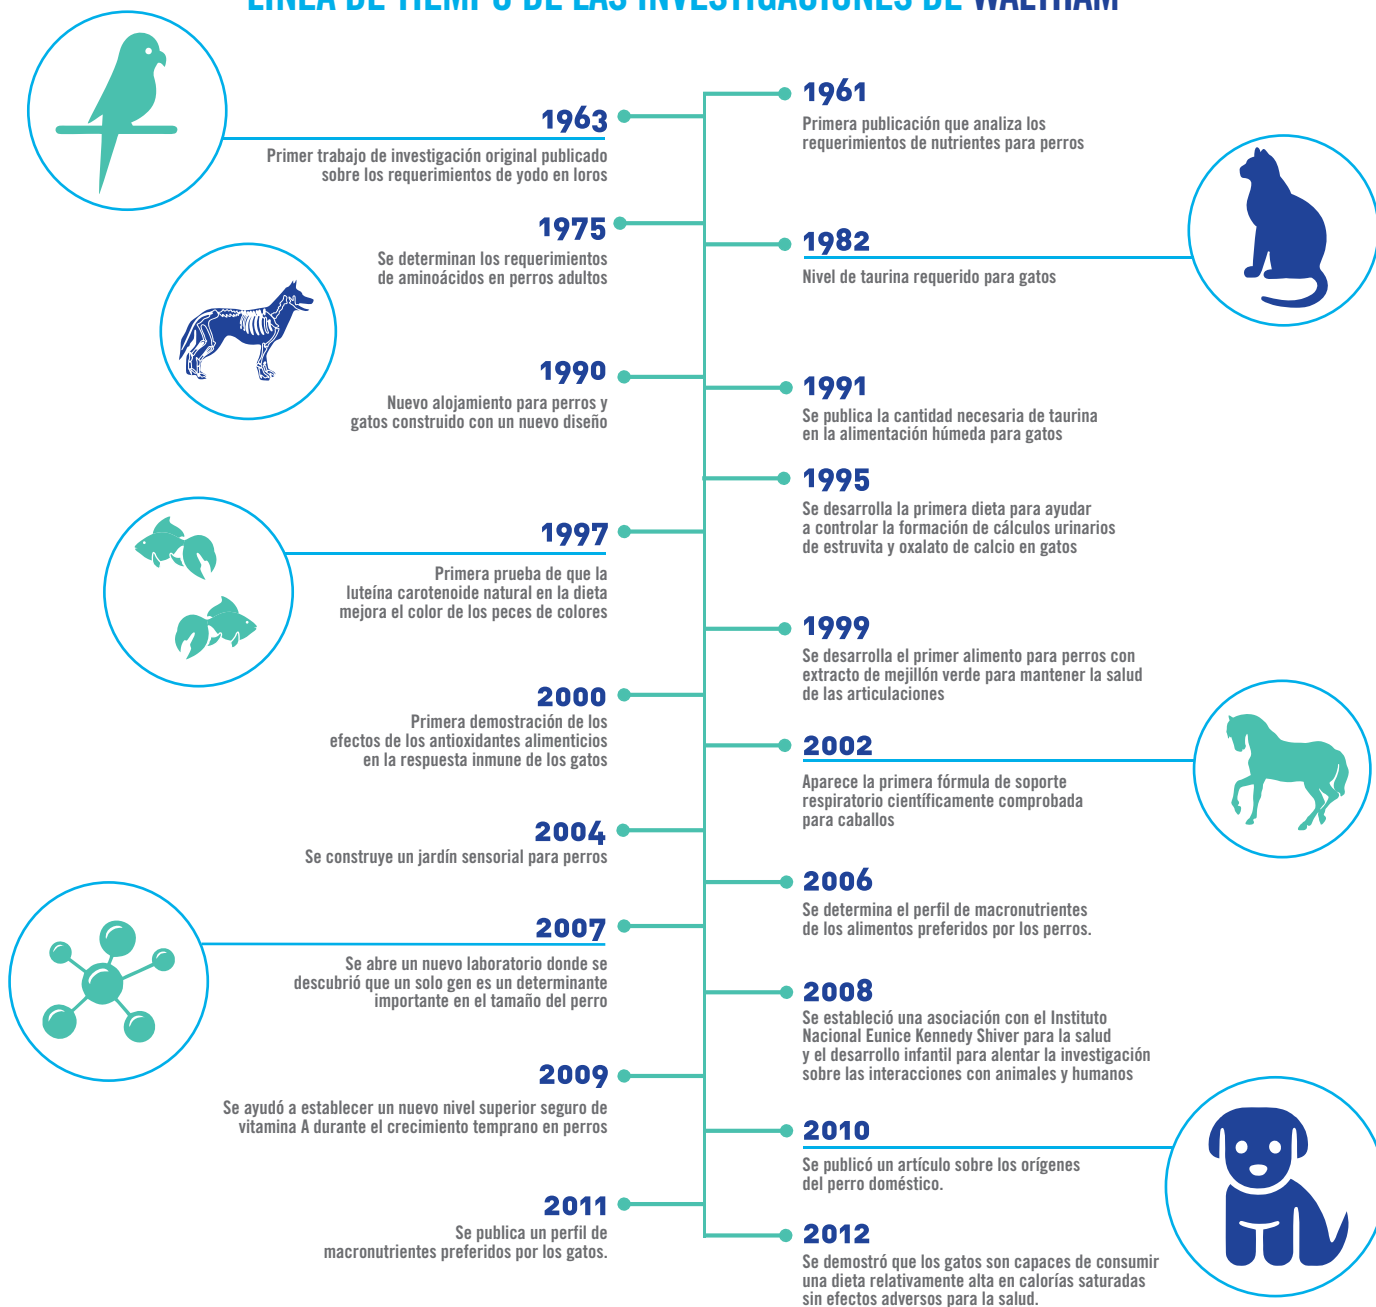 LÍNEA DE TIEMPO DE LAS INVESTIGACIONES DE WALTHAM
1961
Primera publicación que analiza los
requerimientos de nutrientes para perros
1963
Primer trabajo de investigación original publicado
sobre los requerimientos de yodo en loros
1975
Se determinan los requerimientos
de aminoácidos en perros adultos
1982
Nivel de taurina requerido para gatos
1990
Nuevo alojamiento para perros y
gatos construido con un nuevo diseño
1991
Se publica la cantidad necesaria de taurina
en la alimentación húmeda para gatos
1995
Se desarrolla la primera dieta para ayudar
a controlar la formación de cálculos urinarios
de estruvita y oxalato de calcio en gatos
1997
Primera prueba de que la
luteína carotenoide natural en la dieta
mejora el color de los peces de colores
1999
Se desarrolla el primer alimento para perros con
extracto de mejillón verde para mantener la salud
de las articulaciones
2000
Primera demostración de los
efectos de los antioxidantes alimenticios
en la respuesta inmune de los gatos
2002
Aparece la primera fórmula de soporte
respiratorio científicamente comprobada
para caballos
2004
Se construye un jardín sensorial para perros
2006
Se determina el perfil de macronutrientes
de los alimentos preferidos por los perros.
2007
Se abre un nuevo laboratorio donde se
descubrió que un solo gen es un determinante
importante en el tamaño del perro
2008
Se estableció una asociación con el Instituto
Nacional Eunice Kennedy Shiver para la salud
y el desarrollo infantil para alentar la investigación
sobre las interacciones con animales y humanos
2009
Se ayudó a establecer un nuevo nivel superior seguro de
vitamina A durante el crecimiento temprano en perros
2010
Se publicó un artículo sobre los orígenes
del perro doméstico.
2011
Se publica un perfil de
macronutrientes preferidos por los gatos.
2012
Se demostró que los gatos son capaces de consumir
una dieta relativamente alta en calorías saturadas
sin efectos adversos para la salud.